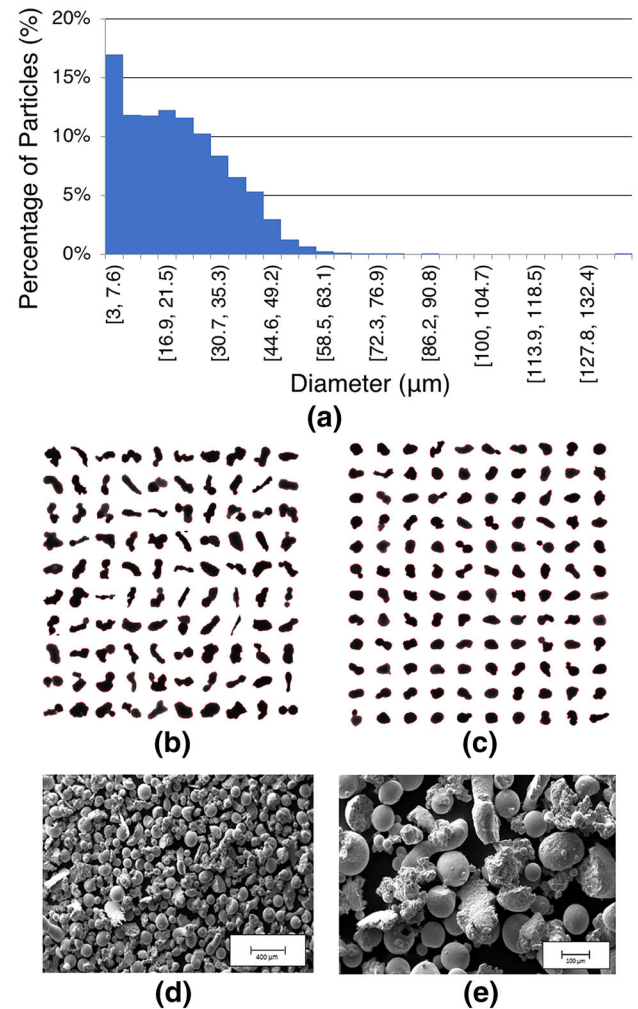 20%
15%
10%
5%
0%
Percentage of Particles (%)
[3, 7.6)
[16.9, 21.5)
[30.7, 35.3)
[44.6, 49.2)
[58.5, 63.1)
[72.3, 76.9)
[86.2, 90.8)
[100, 104.7)
[113.9, 118.5)
[127.8, 132.4)
Diameter (μm)
(a)
(b)
(c)
400 μm
100 μm
(d)
(e)